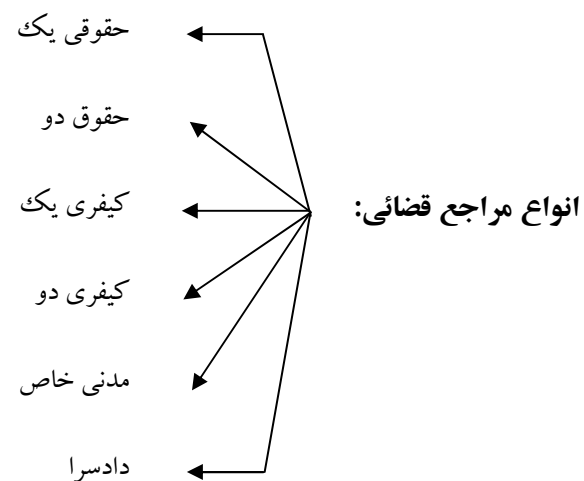 انواع مراجع قضائی:
حقوقی یک
حقوق دو
کیفری یک
کیفری دو
مدنی خاص
دادسرا